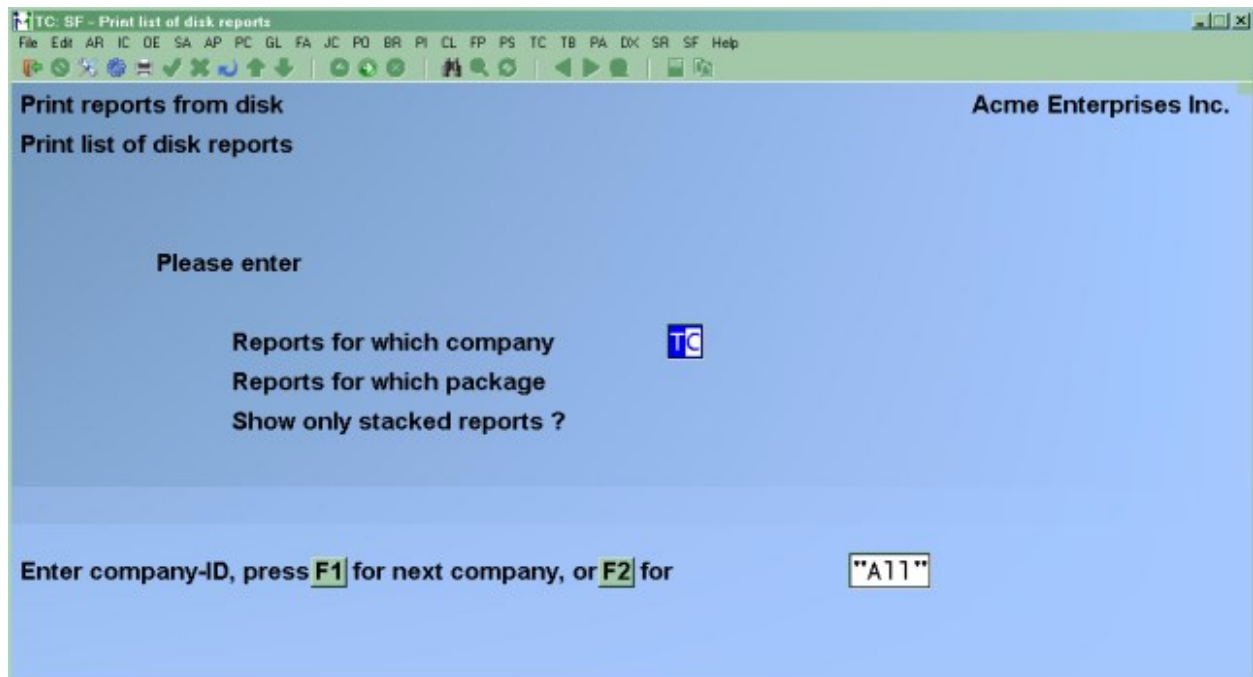 TC: SF - Print list of disk reports
File Edit AR IC OE SA AP PC GL FA JC PO BR PI CL FP PS TC TB PA DX SR SF Help
Print reports from disk Acme Enterprises Inc.
Print list of disk reports
Please enter
Reports for which company TC
Reports for which package
Show only stacked reports ?
Enter company-ID, press F1 for next company, or F2 for "All"